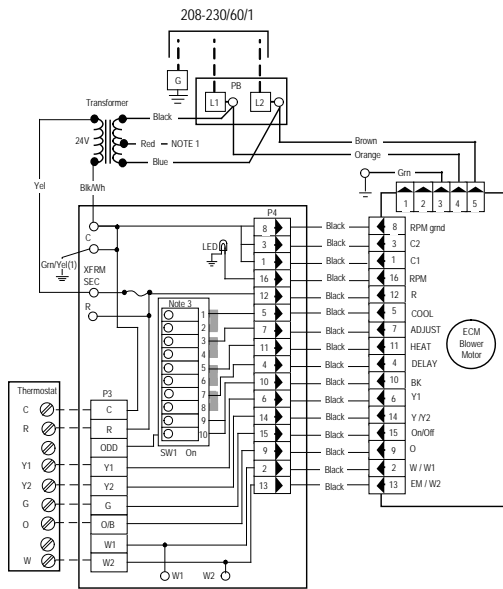 208-230/60/1
G
PB
L1
L2
Transformer
24V
Black
Red
NOTE 1
Blue
Brown
Orange
Grn
1 2 3 4 5
Yel
Blk/Wh
P4
C
Grn/Yel(1)
XFRM
SEC
R
LED
8 Black 8 RPM grnd
3 Black 3 C2
1 Black 1 C1
16 Black 16 RPM
12 Black 12 R
5 Black 5 COOL
7 Black 7 ADJUST
11 Black 11 HEAT
4 Black 4 DELAY
10 Black 10 BK
6 Black 6 Y1
14 Black 14 Y /Y2
15 Black 15 On/Off
9 Black 9 O
2 Black 2 W / W1
13 Black 13 EM / W2
ECM
Blower
Motor
Note 3
1
2
3
4
5
6
7
8
9
10
SW1 On
Thermostat
C
R
Y1
Y2
G
O
W
P3
C
R
ODD
Y1
Y2
G
O/B
W1
W2
W1
W2